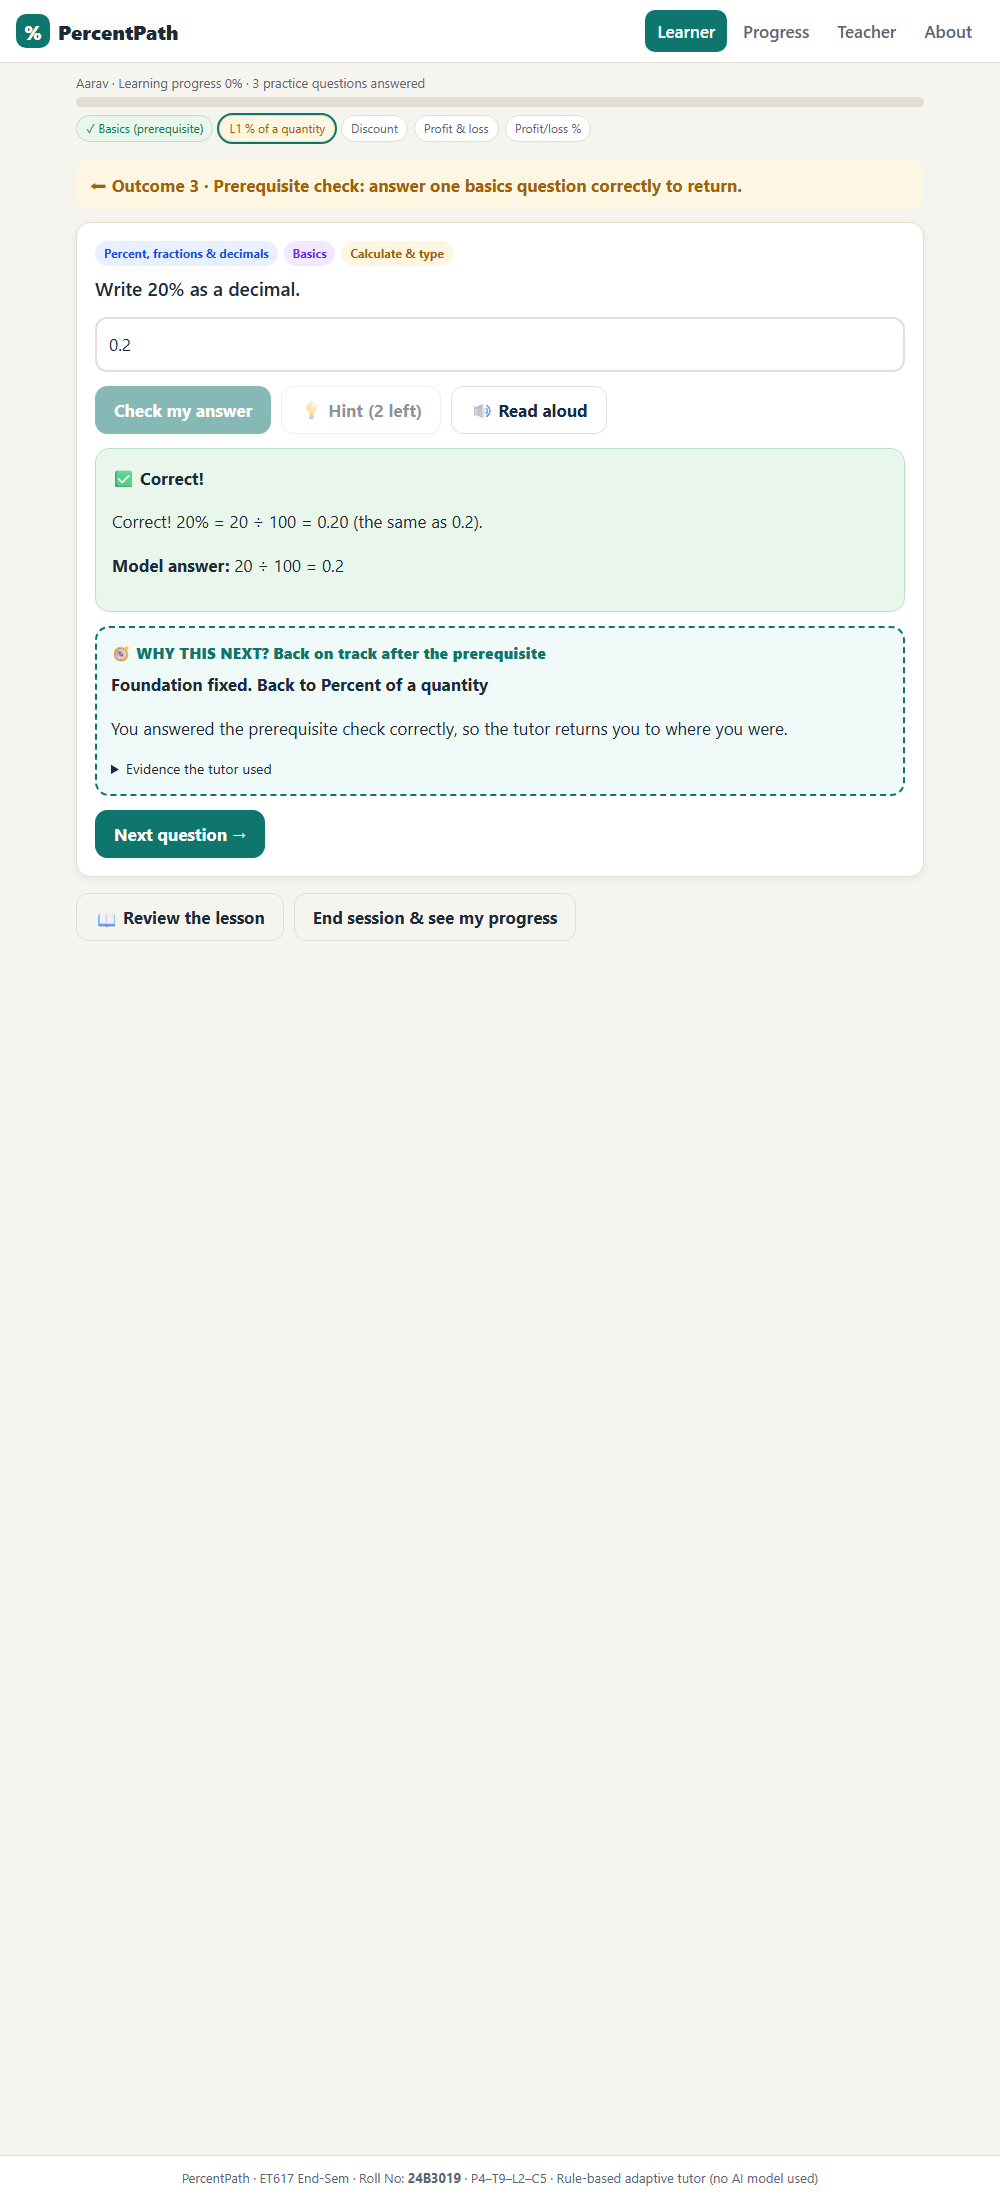 % PercentPath
Learner Progress Teacher About
Aarav · Learning progress 0% · 3 practice questions answered
✓ Basics (prerequisite) L1 % of a quantity Discount Profit & loss Profit/loss %
⬅ Outcome 3 · Prerequisite check: answer one basics question correctly to return.
Percent, fractions & decimals Basics Calculate & type
Write 20% as a decimal.
0.2
Check my answer 💡 Hint (2 left) 🔊 Read aloud
✅ Correct!
Correct! 20% = 20 ÷ 100 = 0.20 (the same as 0.2).
Model answer: 20 ÷ 100 = 0.2
🧭 WHY THIS NEXT? Back on track after the prerequisite
Foundation fixed. Back to Percent of a quantity
You answered the prerequisite check correctly, so the tutor returns you to where you were.
▶ Evidence the tutor used
Next question →
📖 Review the lesson End session & see my progress
PercentPath · ET617 End-Sem · Roll No: 24B3019 · P4–T9–L2–C5 · Rule-based adaptive tutor (no AI model used)